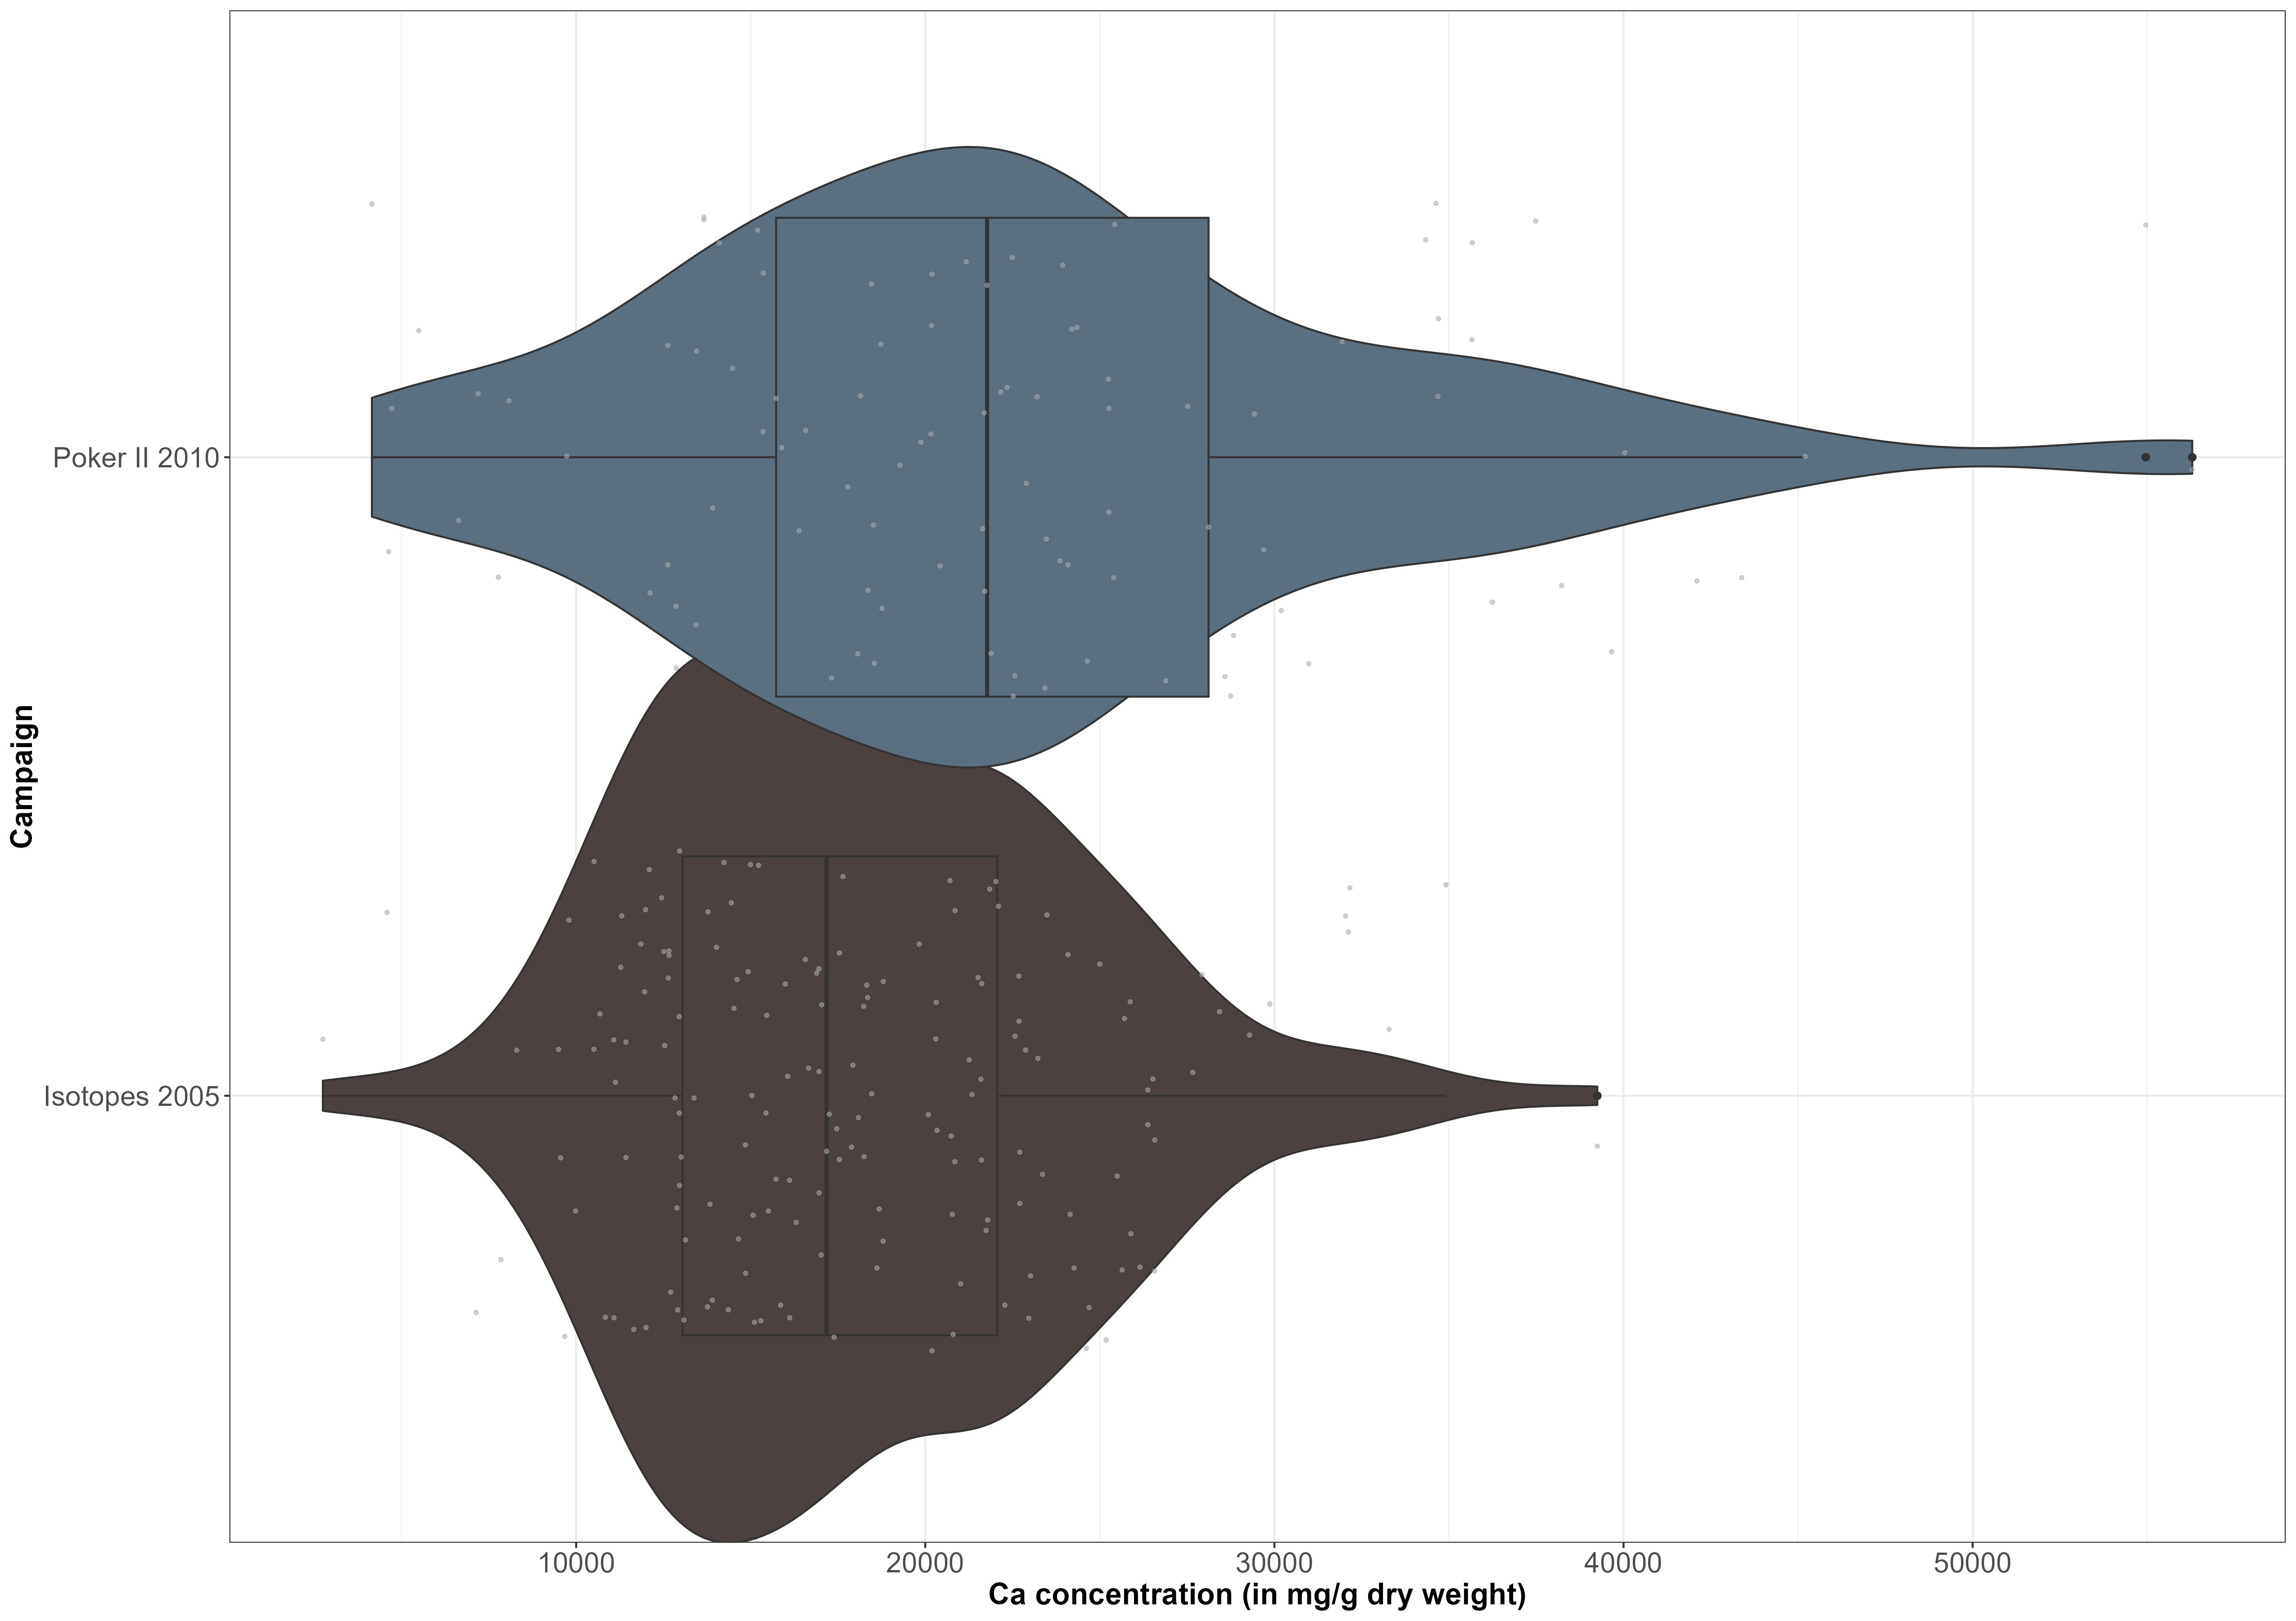 Campaign
Poker II 2010
Isotopes 2005
10000 20000 30000 40000 50000
Ca concentration (in mg/g dry weight)